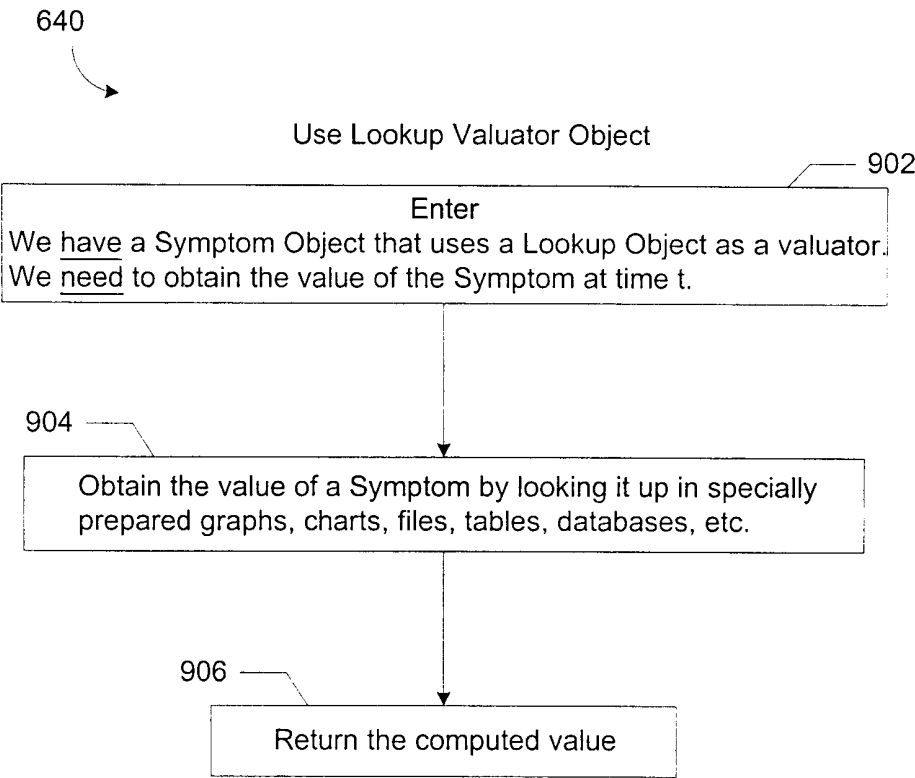 640
Use Lookup Valuator Object
902
Enter
We have a Symptom Object that uses a Lookup Object as a valuator.
We need to obtain the value of the Symptom at time t.
904
Obtain the value of a Symptom by looking it up in specially
prepared graphs, charts, files, tables, databases, etc.
906
Return the computed value